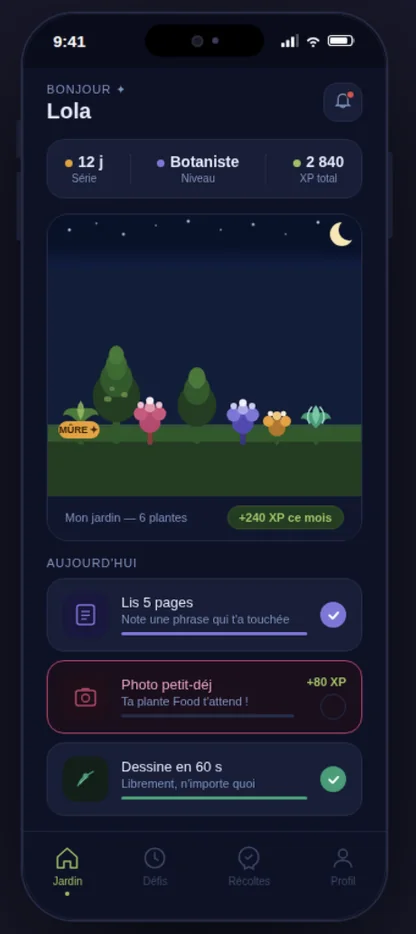 9:41
BONJOUR ✦
Lola
12 j
Série
Botaniste
Niveau
2 840
XP total
MÛRE ✦
Mon jardin — 6 plantes
+240 XP ce mois
AUJOURD'HUI
Lis 5 pages
Note une phrase qui t'a touchée
Photo petit-déj
Ta plante Food t'attend !
+80 XP
Dessine en 60 s
Librement, n'importe quoi
Jardin
Défis
Récoltes
Profil